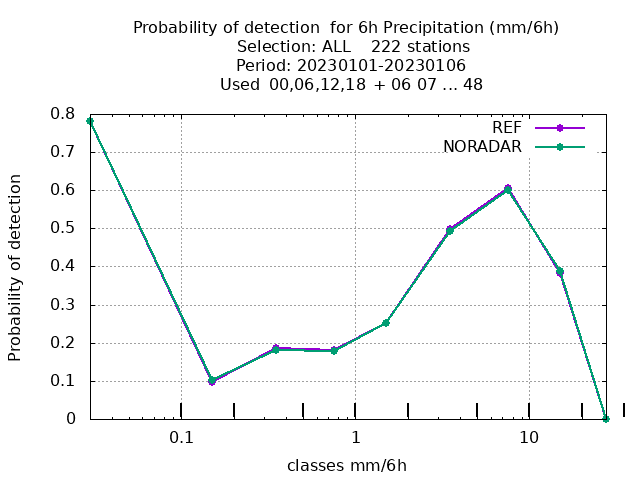 Probability of detection  for 6h Precipitation (mm/6h)
Selection: ALL    222 stations
Period: 20230101-20230106
Used  00,06,12,18  + 06 07 ... 48
REF
NORADAR
Probability of detection
0.8
0.7
0.6
0.5
0.4
0.3
0.2
0.1
0
0.1 1 10
classes mm/6h